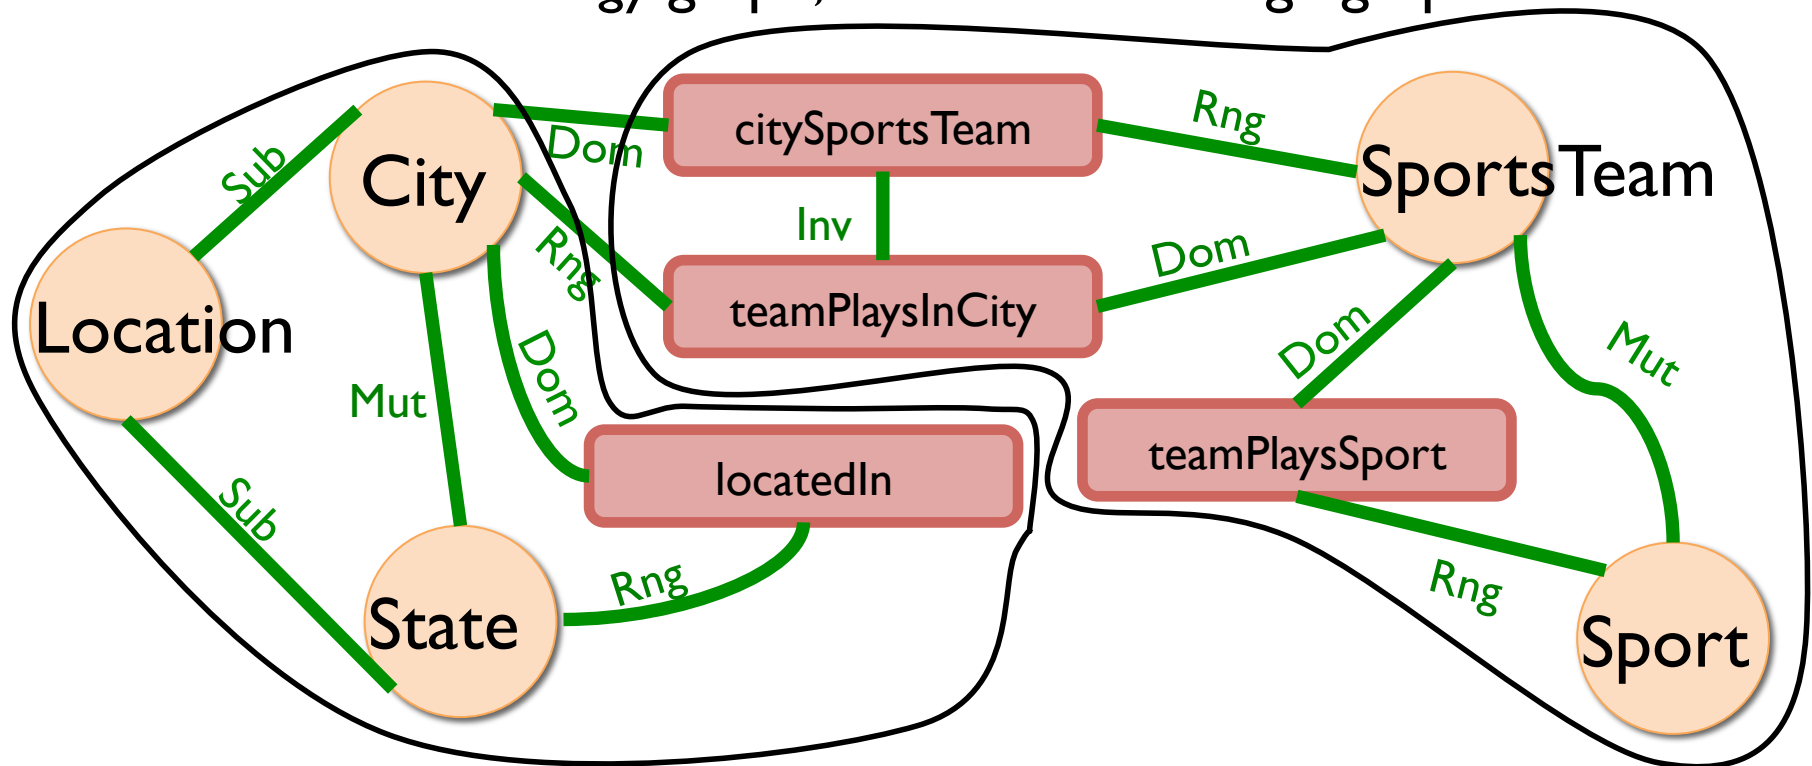 citySportsTeam
Rng
SportsTeam
Dom
Sub
City
Inv
Rng
Dom
teamPlaysInCity
Location
Dom
Mut
Dom
Mut
teamPlaysSport
locatedIn
Sub
Rng
Rng
State
Sport